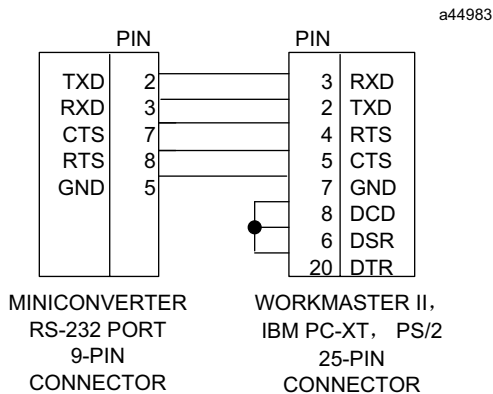 a44983
PIN PIN
TXD 2 3 RXD
RXD 3 2 TXD
CTS 7 4 RTS
RTS 8 5 CTS
GND 5 7 GND
8 DCD
6 DSR
20 DTR
MINICONVERTER
RS-232 PORT
9-PIN
CONNECTOR
WORKMASTER II,
IBM PC-XT, PS/2
25-PIN
CONNECTOR